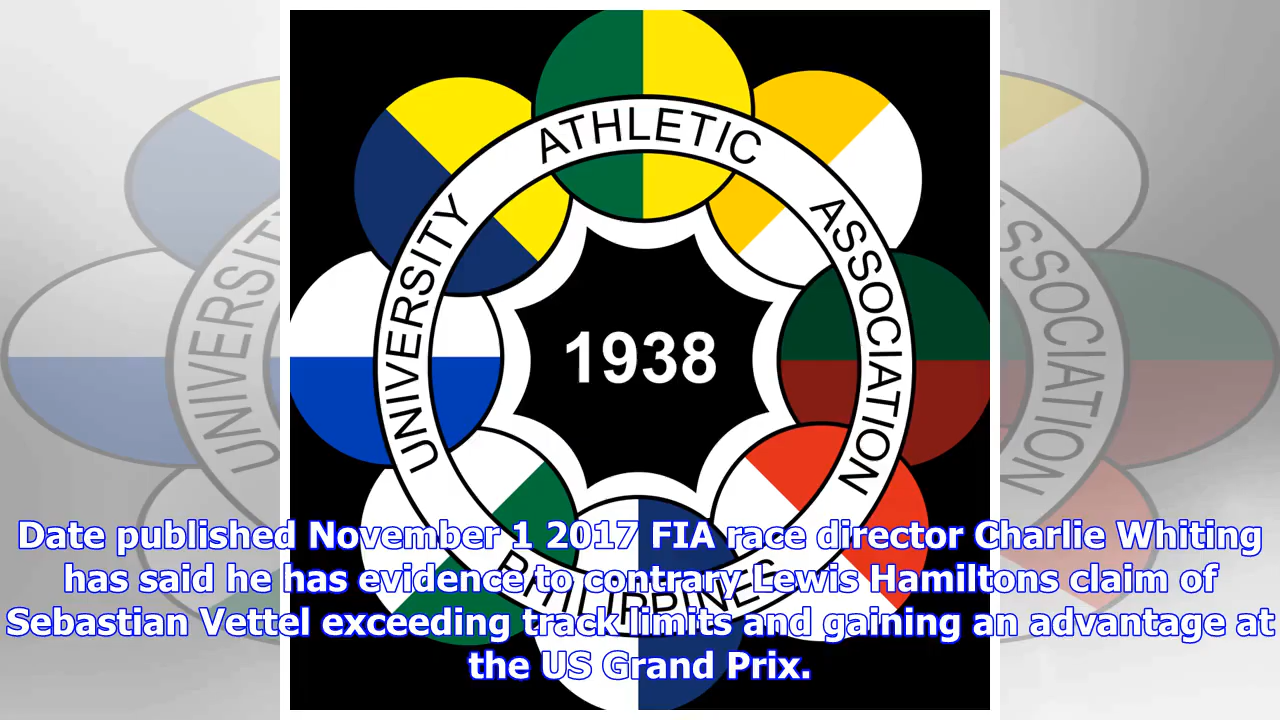 UNIVERSITY ATHLETIC ASSOCIATION
1938
PHILIPPINES
Date published November 1 2017 FIA race director Charlie Whiting
has said he has evidence to contrary Lewis Hamiltons claim of
Sebastian Vettel exceeding track limits and gaining an advantage at
the US Grand Prix.